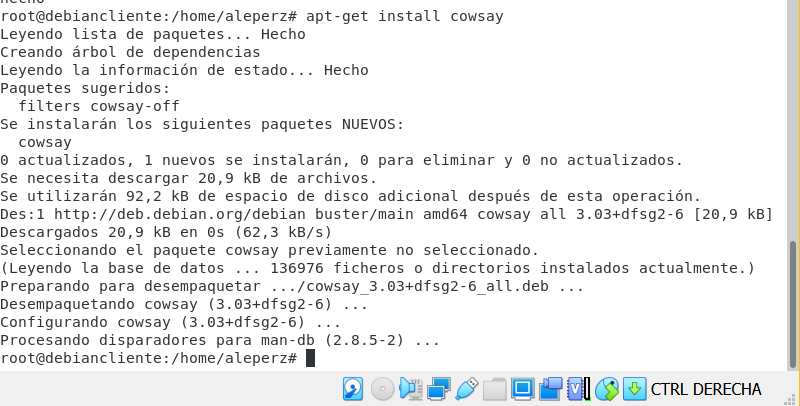 Hecho
root@debiancliente:/home/aleperz# apt-get install cowsay
Leyendo lista de paquetes... Hecho
Creando árbol de dependencias
Leyendo la información de estado... Hecho
Paquetes sugeridos:
  filters cowsay-off
Se instalarán los siguientes paquetes NUEVOS:
  cowsay
0 actualizados, 1 nuevos se instalarán, 0 para eliminar y 0 no actualizados.
Se necesita descargar 20,9 kB de archivos.
Se utilizarán 92,2 kB de espacio de disco adicional después de esta operación.
Des:1 http://deb.debian.org/debian buster/main amd64 cowsay all 3.03+dfsg2-6 [20,9 kB]
Descargados 20,9 kB en 0s (62,3 kB/s)
Seleccionando el paquete cowsay previamente no seleccionado.
(Leyendo la base de datos ... 136976 ficheros o directorios instalados actualmente.)
Preparando para desempaquetar .../cowsay_3.03+dfsg2-6_all.deb ...
Desempaquetando cowsay (3.03+dfsg2-6) ...
Configurando cowsay (3.03+dfsg2-6) ...
Procesando disparadores para man-db (2.8.5-2) ...
root@debiancliente:/home/aleperz#
V
CTRL DERECHA